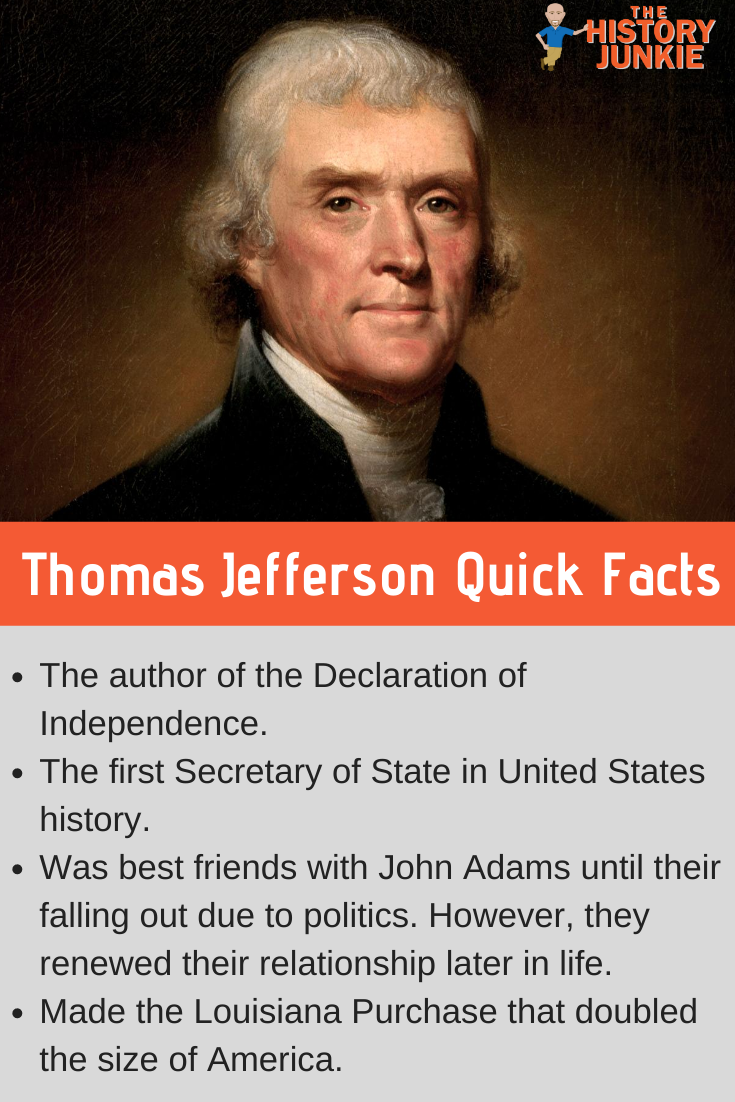 THE
HISTORY
JUNKIE
Thomas Jefferson Quick Facts
• The author of the Declaration of
Independence.
• The first Secretary of State in United States
history.
• Was best friends with John Adams until their
falling out due to politics. However, they
renewed their relationship later in life.
• Made the Louisiana Purchase that doubled
the size of America.